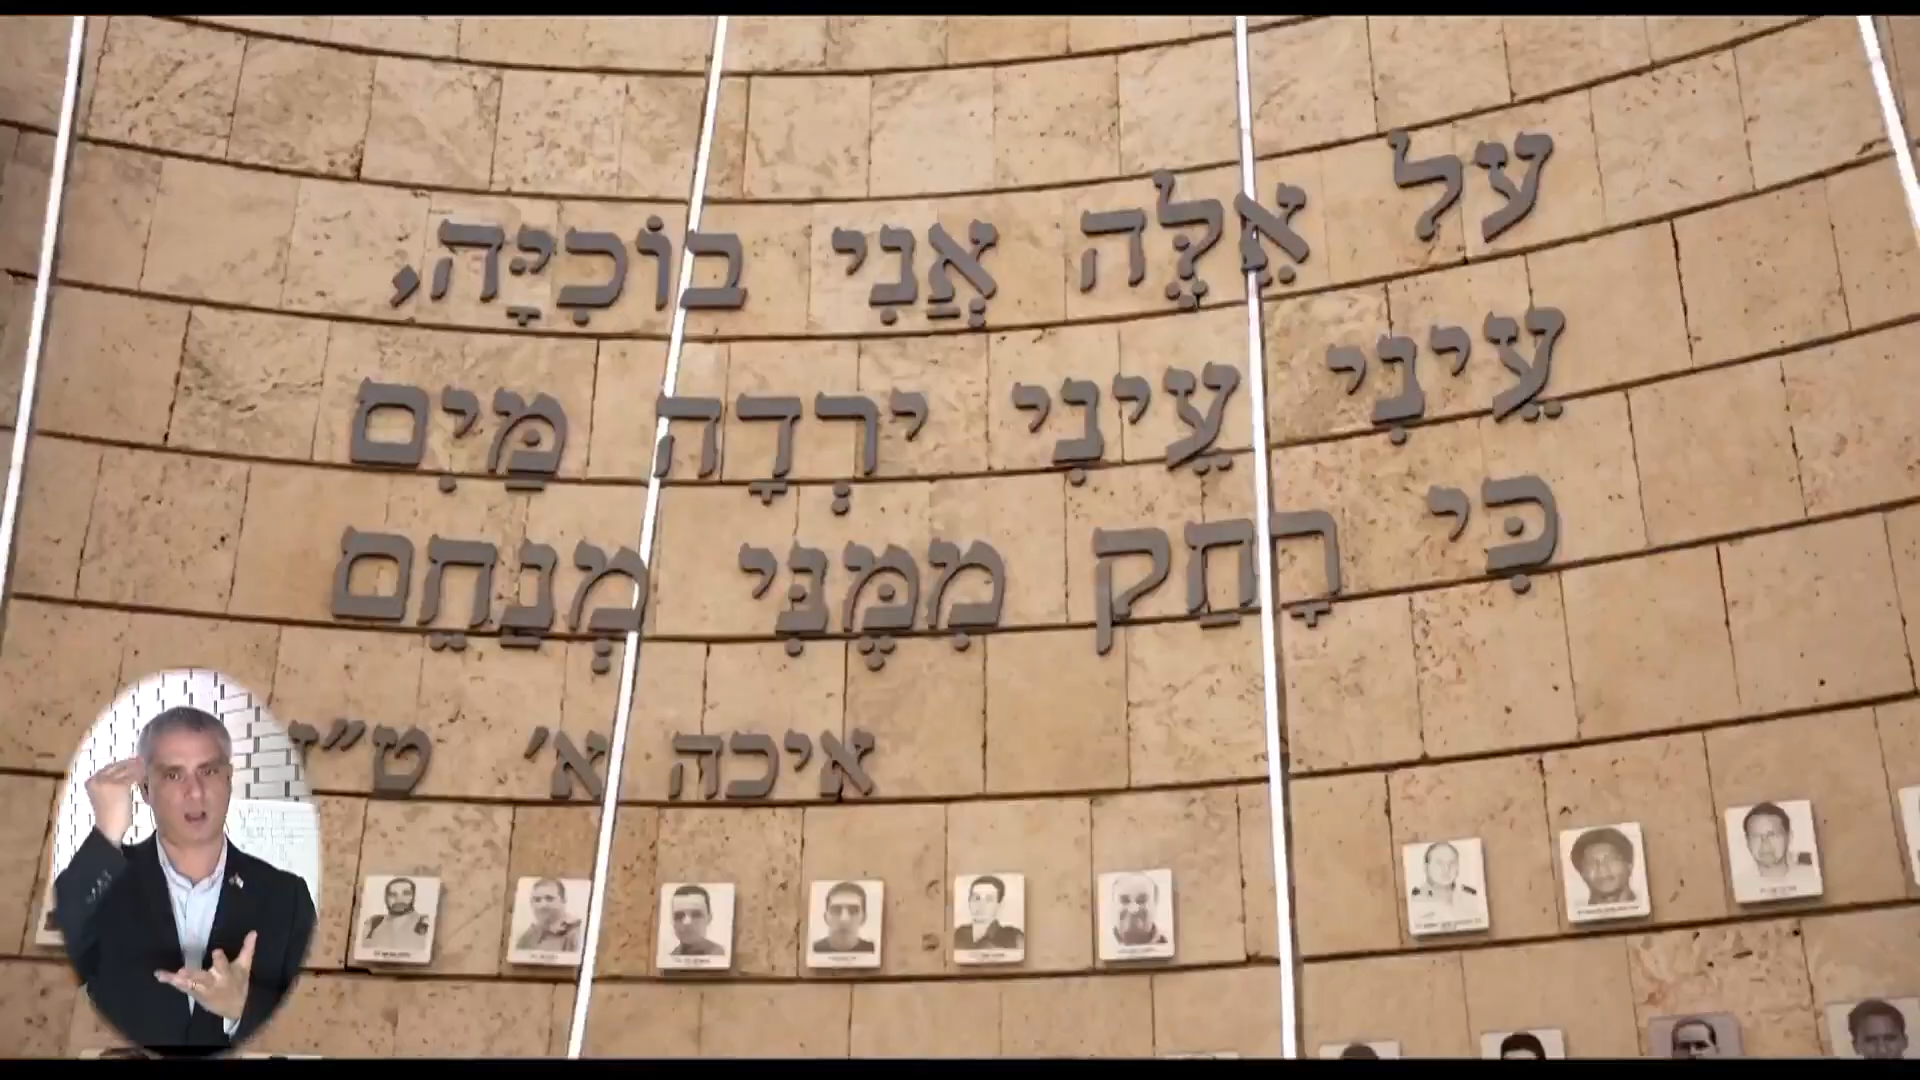 עַל אֵלֶּה אֲנִי בוֹכִיָּה,
עֵינִי עֵינִי יֹרְדָה מַּיִם
כִּי רָחַק מִמֶּנִּי מְנַחֵם
איכה א׳ ט״ז